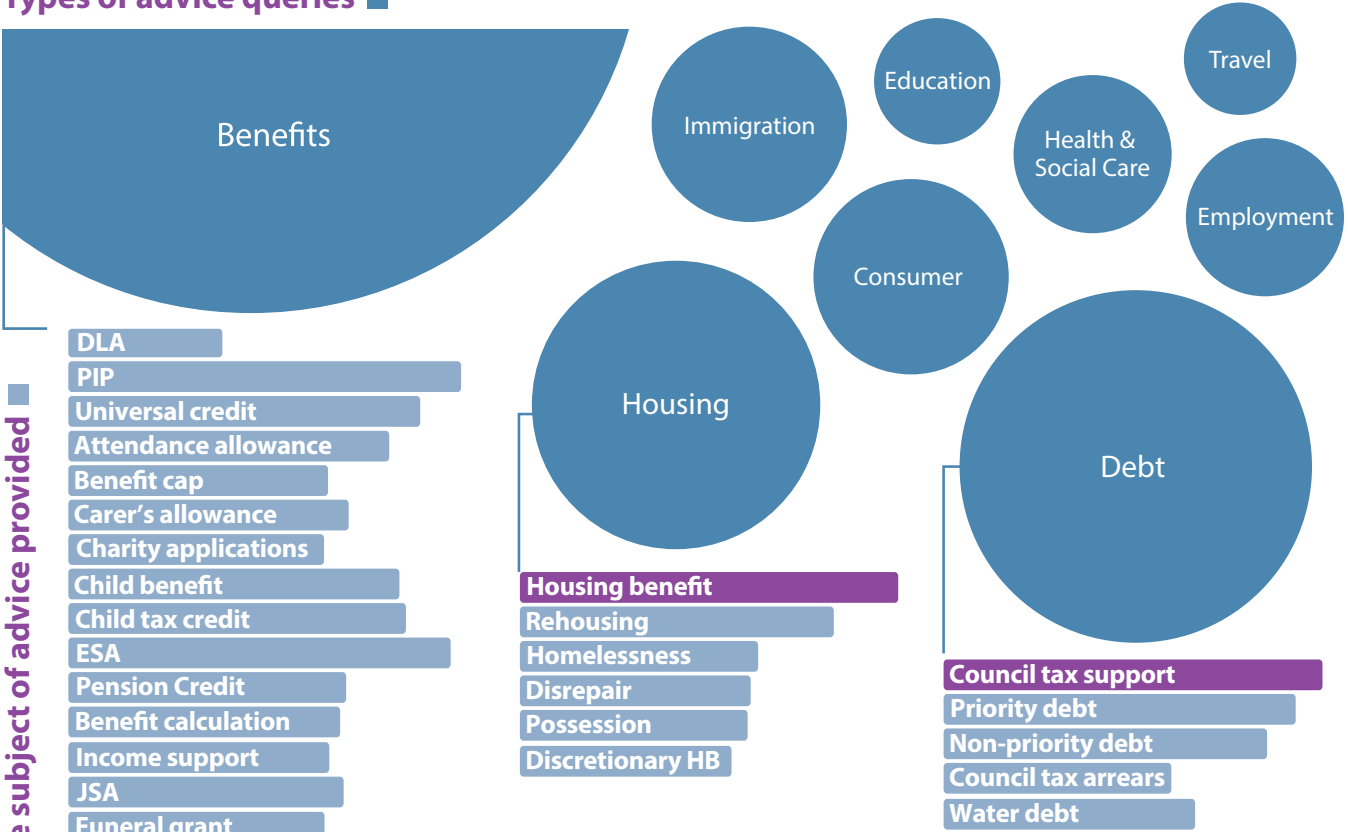 Types of advice queries
Benefits
Immigration
Education
Health &
Social Care
Travel
Employment
Consumer
Housing
Debt
DLA
PIP
Universal credit
Attendance allowance
Benefit cap
Carer's allowance
Charity applications
Child benefit
Child tax credit
ESA
Pension Credit
Benefit calculation
Income support
JSA
Funeral grant
subject of advice provided
Housing benefit
Rehousing
Homelessness
Disrepair
Possession
Discretionary HB
Council tax support
Priority debt
Non-priority debt
Council tax arrears
Water debt